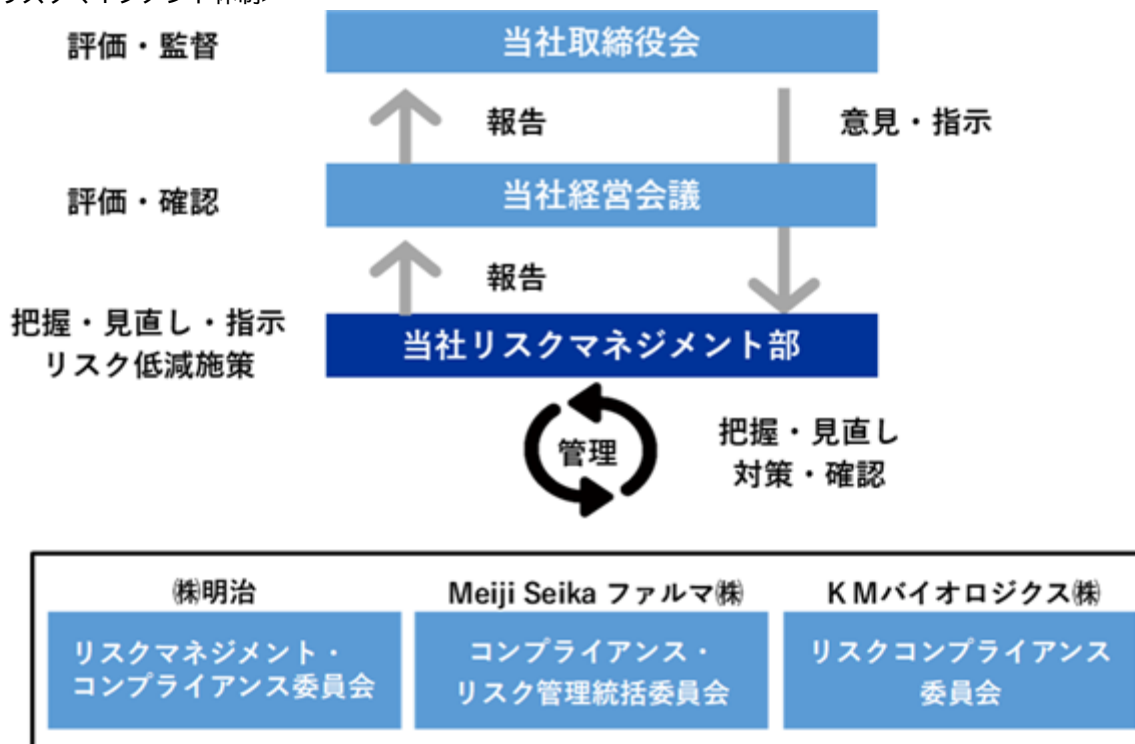 評価・監督
当社取締役会
報告
意見・指示
評価・確認
当社経営会議
報告
把握・見直し・指示
リスク低減施策
当社リスクマネジメント部
管理
把握・見直し
対策・確認
㈱明治
リスクマネジメント・
コンプライアンス委員会
Meiji Seika ファルマ㈱
コンプライアンス・
リスク管理統括委員会
KMバイオロジクス㈱
リスクコンプライアンス
委員会